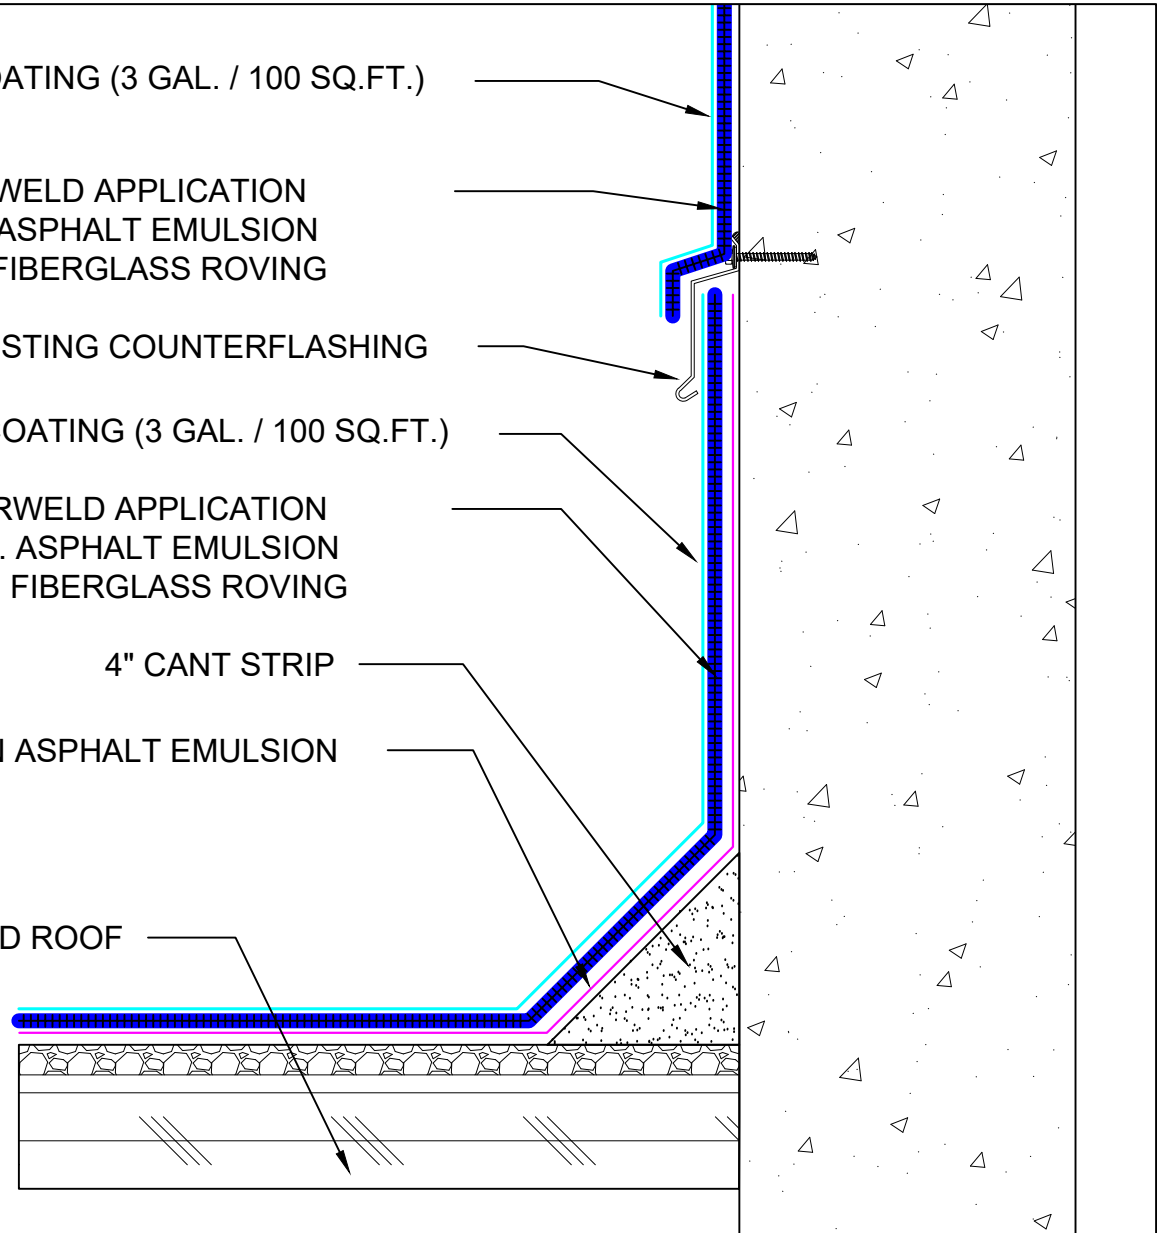 OATING (3 GAL. / 100 SQ.FT.)
WELD APPLICATION
ASPHALT EMULSION
FIBERGLASS ROVING
STING COUNTERFLASHING
OATING (3 GAL. / 100 SQ.FT.)
RWELD APPLICATION
. ASPHALT EMULSION
FIBERGLASS ROVING
4" CANT STRIP
ASPHALT EMULSION
D ROOF